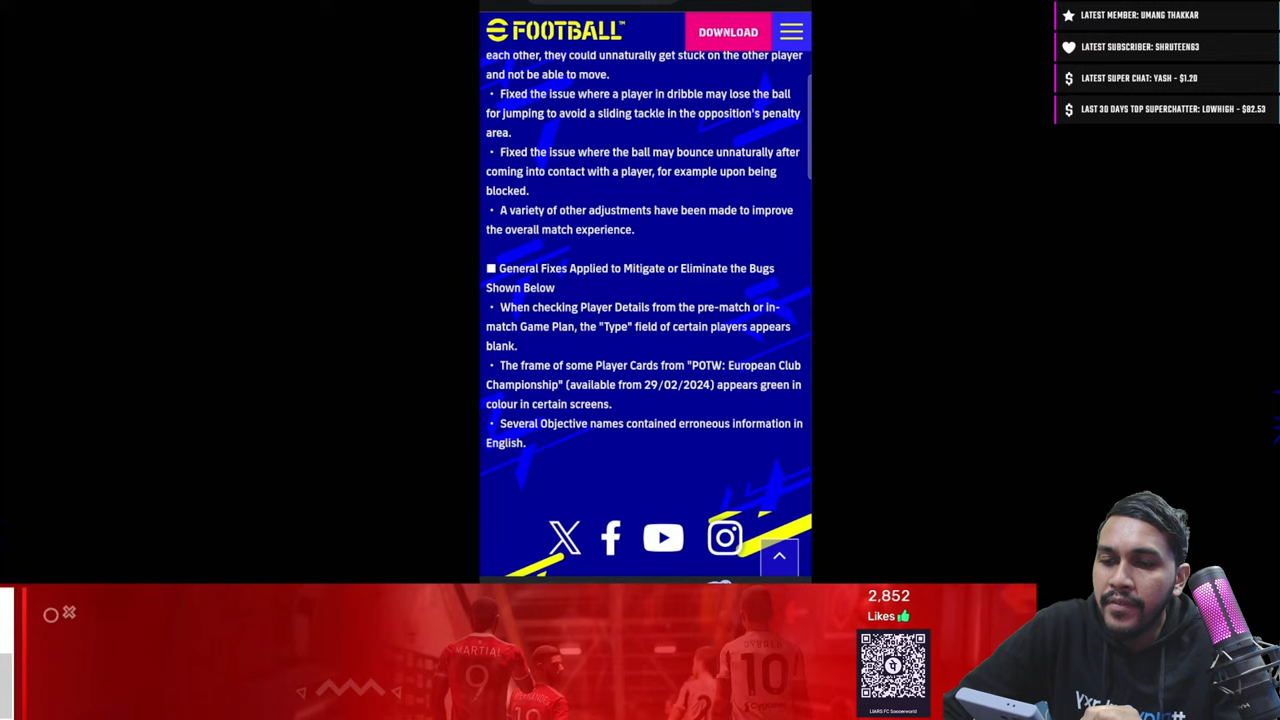 FOOTBALL™
DOWNLOAD
each other, they could unnaturally get stuck on the other player
and not be able to move.
・ Fixed the issue where a player in dribble may lose the ball
for jumping to avoid a sliding tackle in the opposition's penalty
area.
・ Fixed the issue where the ball may bounce unnaturally after
coming into contact with a player, for example upon being
blocked.
・ A variety of other adjustments have been made to improve
the overall match experience.
■ General Fixes Applied to Mitigate or Eliminate the Bugs
Shown Below
・ When checking Player Details from the pre-match or in-
match Game Plan, the "Type" field of certain players appears
blank.
・ The frame of some Player Cards from "POTW: European Club
Championship" (available from 29/02/2024) appears green in
colour in certain screens.
・ Several Objective names contained erroneous information in
English.
LATEST MEMBER: UMANG THAKKAR
LATEST SUBSCRIBER: SHRUTEEN63
LATEST SUPER CHAT: YASH - $1.20
LAST 30 DAYS TOP SUPERCHATTER: LOWHIGH - $82.53
2,852
Likes
LIARS FC Soccerworld
MARTIAL
9
DYBALA
10